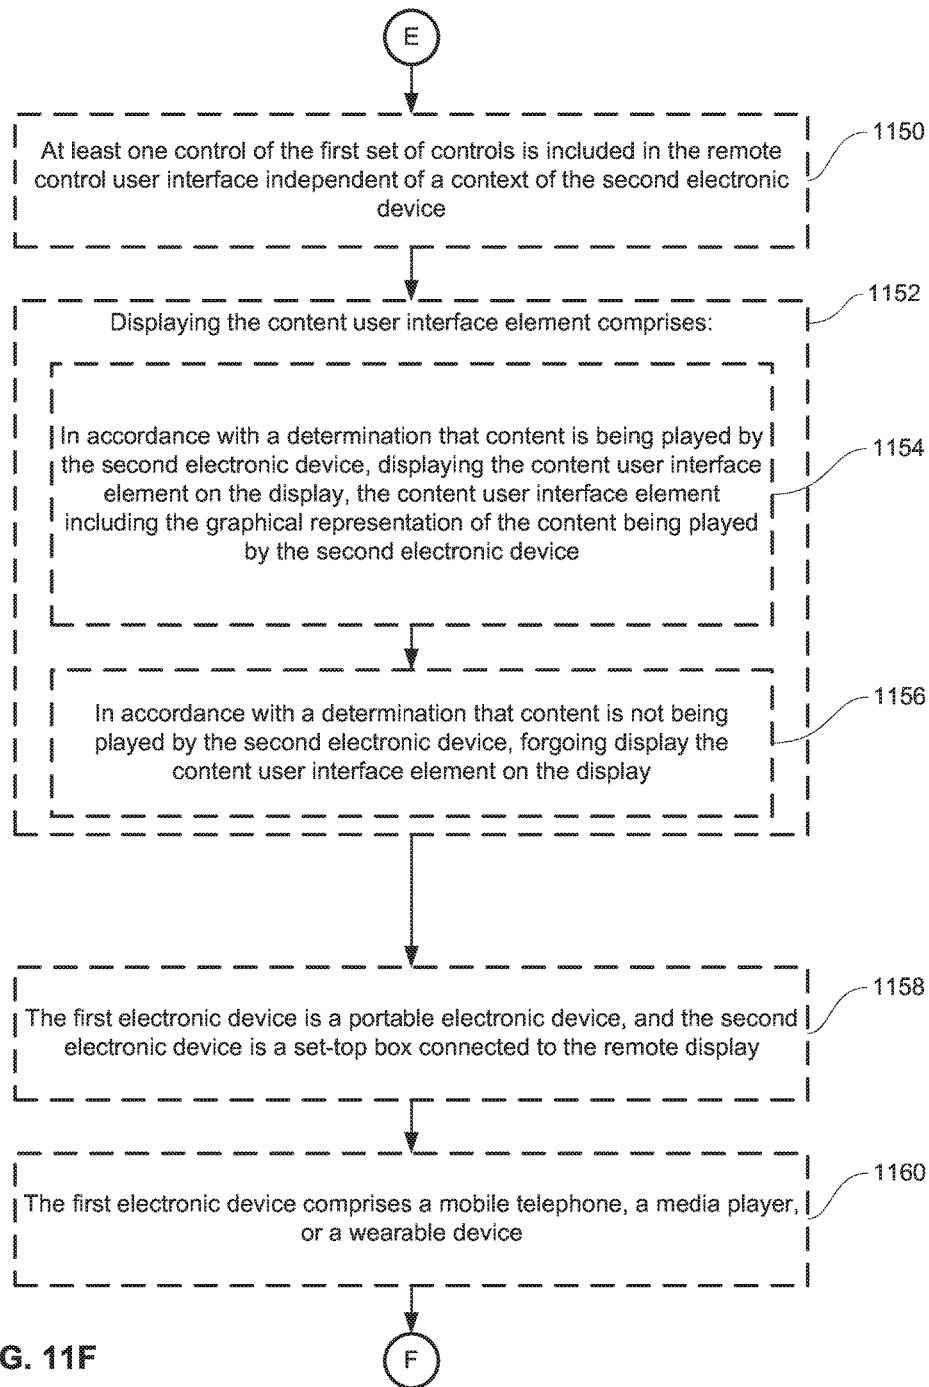 E
At least one control of the first set of controls is included in the remote
control user interface independent of a context of the second electronic
device
1150
1152
Displaying the content user interface element comprises:
In accordance with a determination that content is being played by
the second electronic device, displaying the content user interface
element on the display, the content user interface element
including the graphical representation of the content being played
by the second electronic device
1154
In accordance with a determination that content is not being
played by the second electronic device, forgoing display the
content user interface element on the display
1156
The first electronic device is a portable electronic device, and the second
electronic device is a set-top box connected to the remote display
1158
The first electronic device comprises a mobile telephone, a media player,
or a wearable device
1160
F
G. 11F